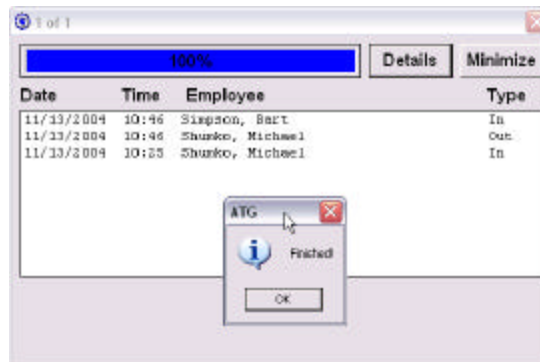 1 of 1
100%
Details
Minimize
Date Time Employee Type
11/13/2004 10:46 Simpson, Bart In
11/13/2004 10:46 Shunko, Michael Out
11/13/2004 10:25 Shunko, Michael In
ATG
Finished!
OK